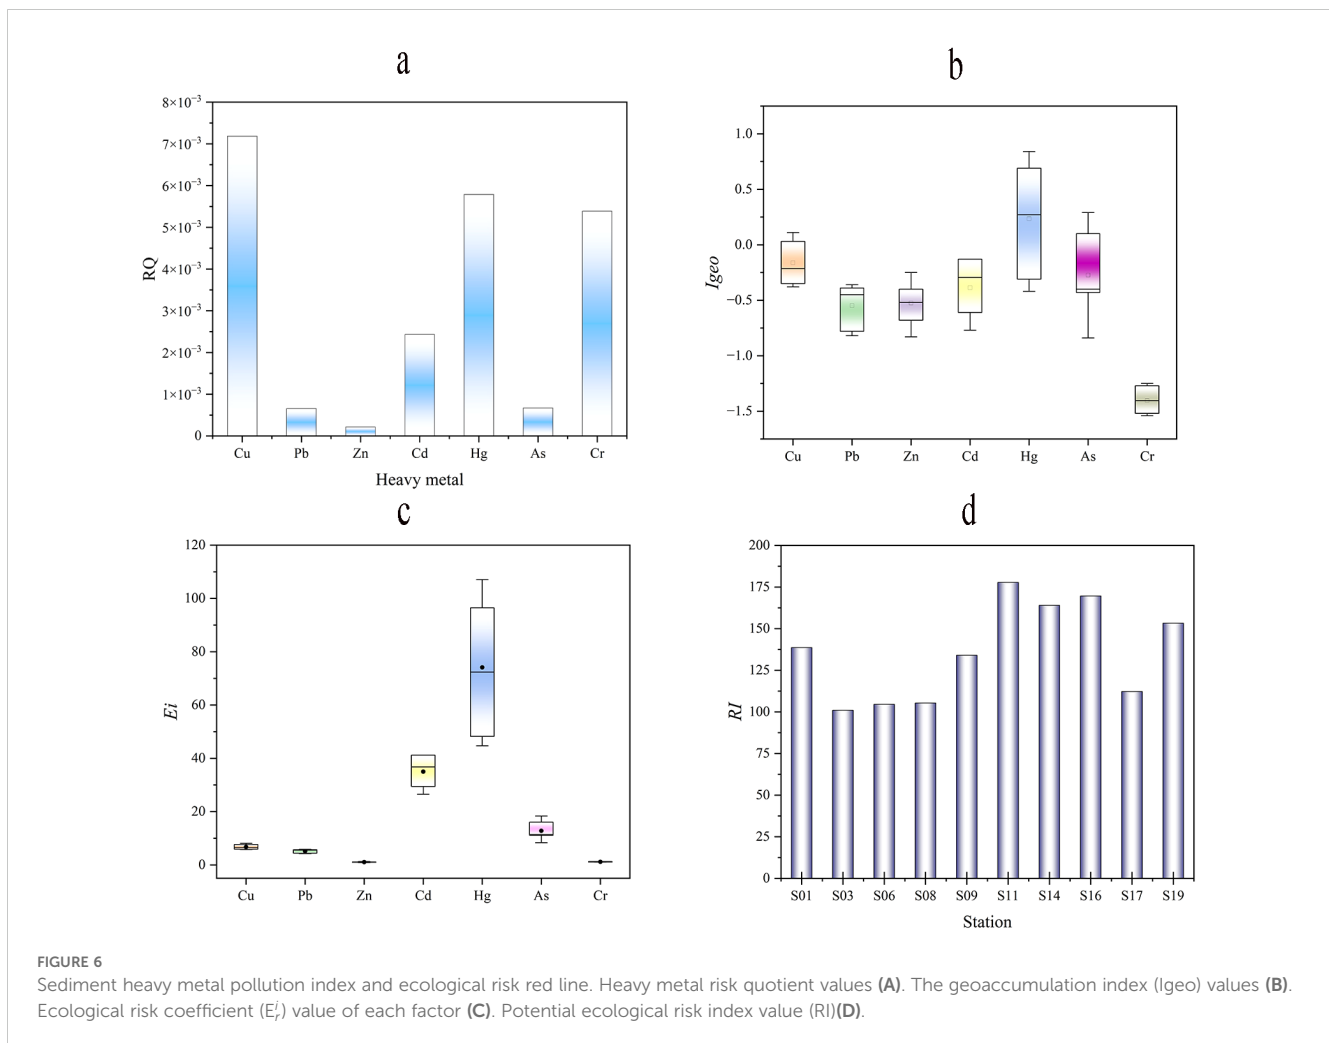 a
8×10⁻³
7×10⁻³
6×10⁻³
5×10⁻³
4×10⁻³
3×10⁻³
2×10⁻³
1×10⁻³
0
RQ
Cu Pb Zn Cd Hg As Cr
Heavy metal
b
1.0
0.5
0.0
−0.5
−1.0
−1.5
Igeo
Cu Pb Zn Cd Hg As Cr
c
120
100
80
60
40
20
0
Ei
Cu Pb Zn Cd Hg As Cr
d
200
175
150
125
100
75
50
25
0
RI
S01 S03 S06 S08 S09 S11 S14 S16 S17 S19
Station
FIGURE 6
Sediment heavy metal pollution index and ecological risk red line. Heavy metal risk quotient values (A). The geoaccumulation index (Igeo) values (B).
Ecological risk coefficient (Eᵢᵣ) value of each factor (C). Potential ecological risk index value (RI)(D).